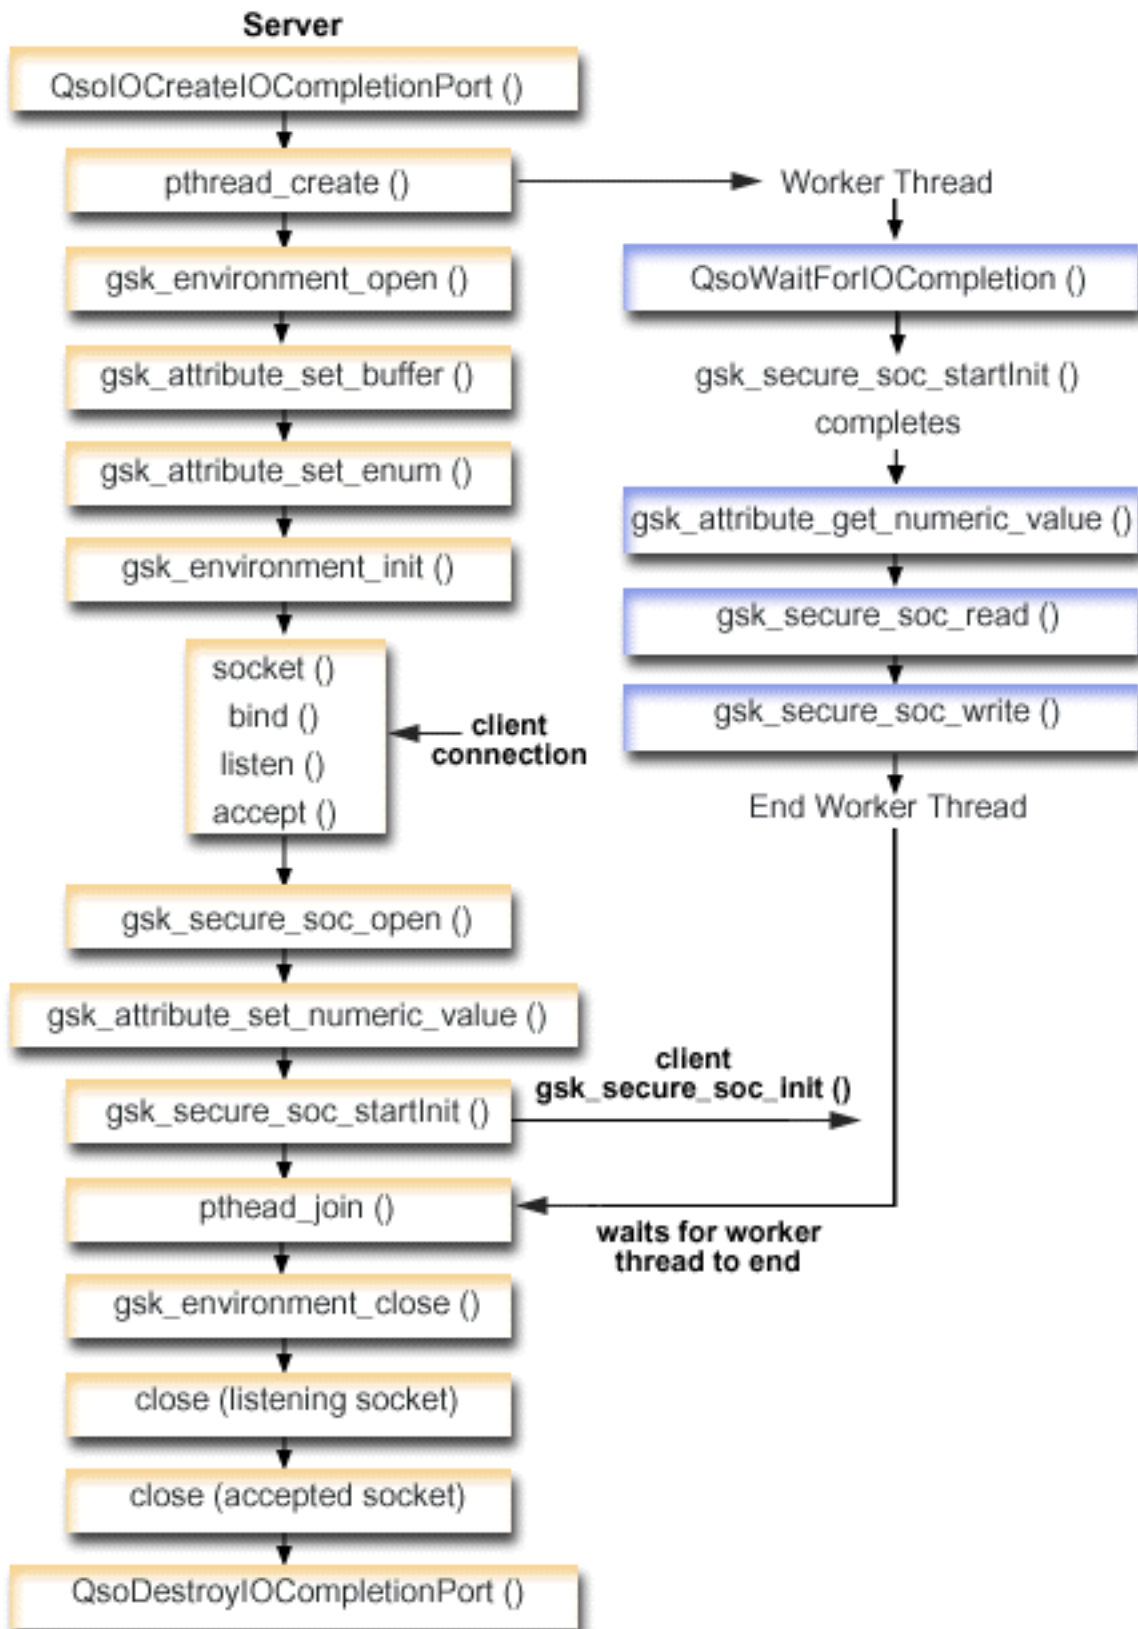 Server
QsoIOCreateIOCompletionPort ()
pthread_create ()
gsk_environment_open ()
gsk_attribute_set_buffer ()
gsk_attribute_set_enum ()
gsk_environment_init ()
socket ()
bind ()
listen ()
accept ()
client
connection
gsk_secure_soc_open ()
gsk_attribute_set_numeric_value ()
gsk_secure_soc_startInit ()
client
gsk_secure_soc_init ()
pthead_join ()
waits for worker
thread to end
gsk_environment_close ()
close (listening socket)
close (accepted socket)
QsoDestroyIOCompletionPort ()
Worker Thread
QsoWaitForIOCompletion ()
gsk_secure_soc_startInit ()
completes
gsk_attribute_get_numeric_value ()
gsk_secure_soc_read ()
gsk_secure_soc_write ()
End Worker Thread